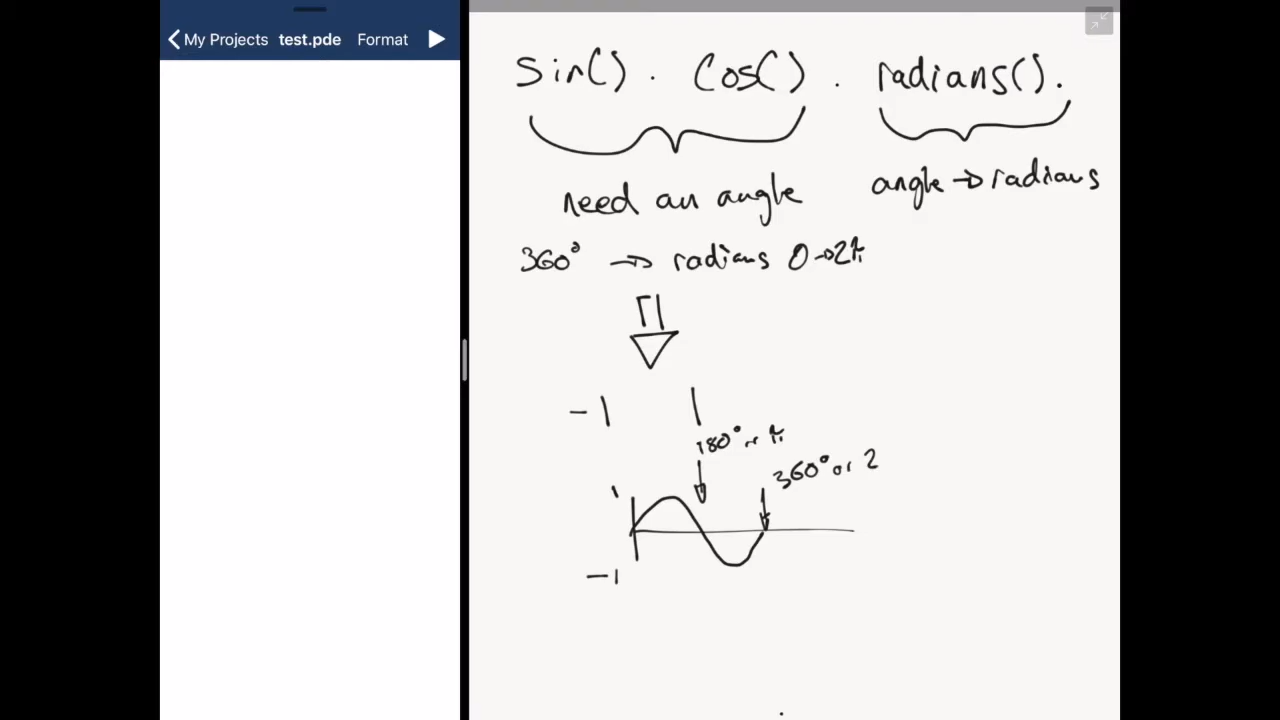 My Projects test.pde Format
sin() . cos() . radians().
need an angle
angle → radians
360° → radians 0→2π
-1 1
180° or π
360° or 2
1
-1